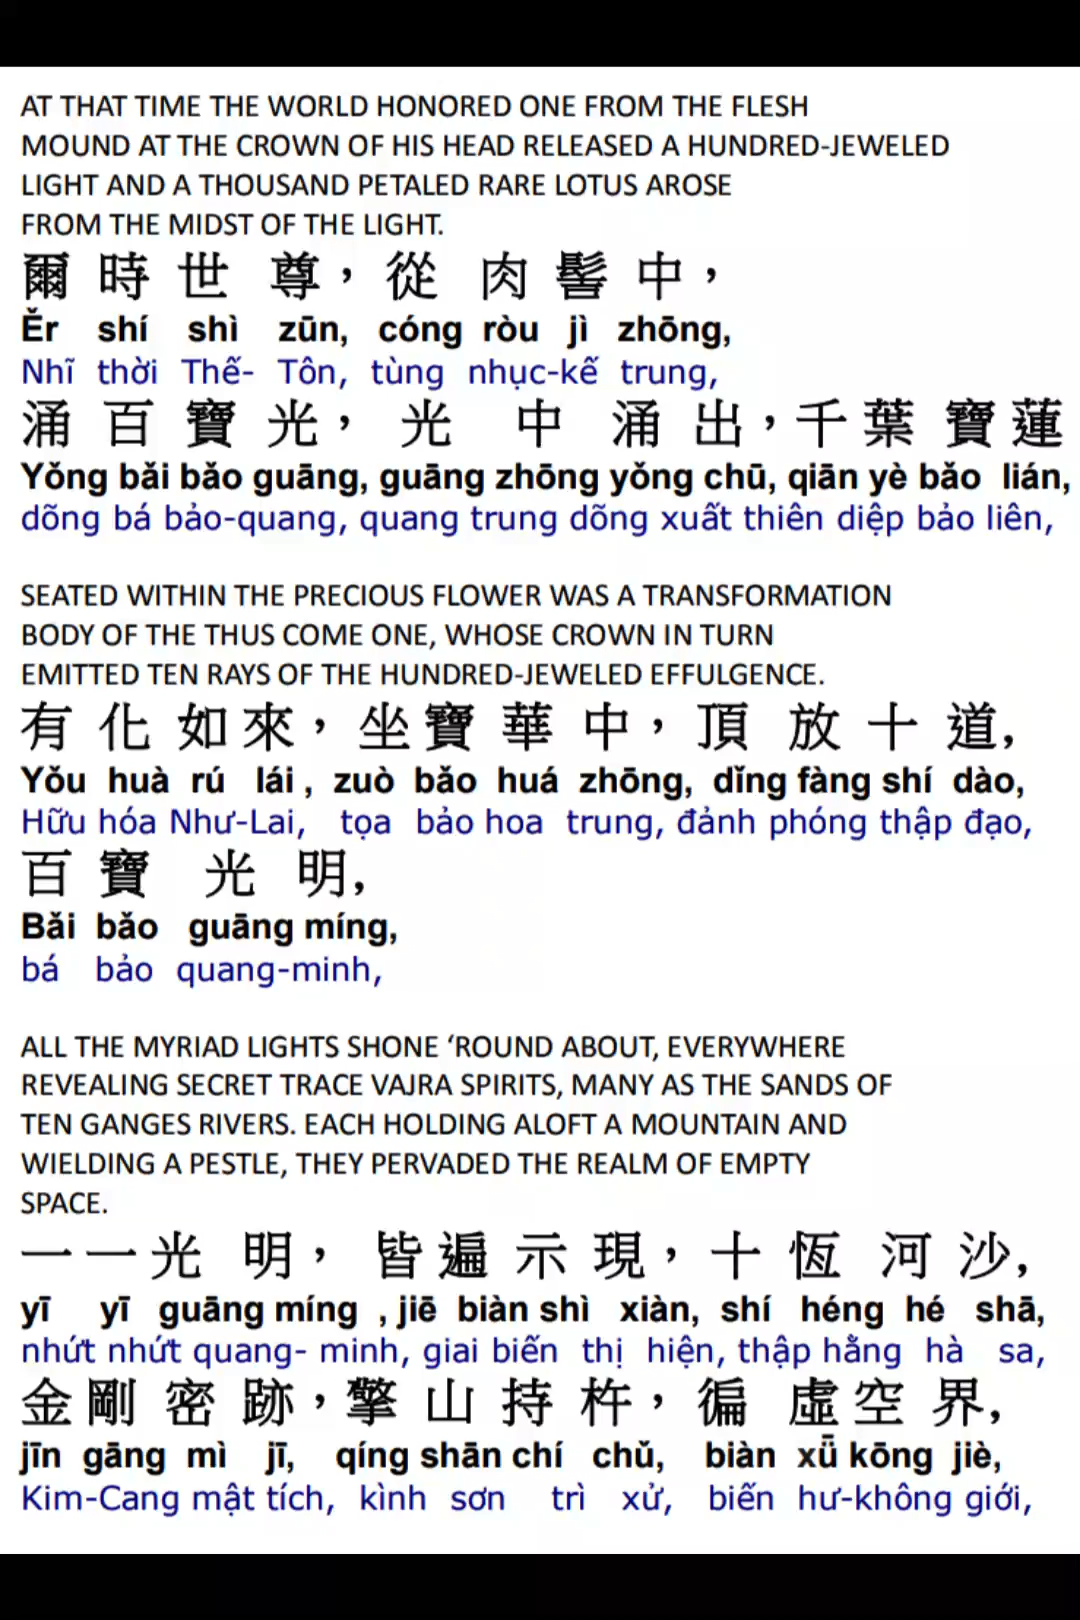 AT THAT TIME THE WORLD HONORED ONE FROM THE FLESH
MOUND AT THE CROWN OF HIS HEAD RELEASED A HUNDRED-JEWELED
LIGHT AND A THOUSAND PETALED RARE LOTUS AROSE
FROM THE MIDST OF THE LIGHT.
爾時世尊，從肉髻中，
Ěr shí shì zūn, cóng ròu jì zhōng,
Nhĩ thời Thế- Tôn, tùng nhục-kế trung,
涌百寶光，光中涌出，千葉寶蓮
Yǒng bǎi bǎo guāng, guāng zhōng yǒng chū, qiān yè bǎo lián,
dõng bá bảo-quang, quang trung dõng xuất thiên diệp bảo liên,
SEATED WITHIN THE PRECIOUS FLOWER WAS A TRANSFORMATION
BODY OF THE THUS COME ONE, WHOSE CROWN IN TURN
EMITTED TEN RAYS OF THE HUNDRED-JEWELED EFFULGENCE.
有化如來，坐寶華中，頂放十道,
Yǒu huà rú lái , zuò bǎo huá zhōng, dǐng fàng shí dào,
Hữu hóa Như-Lai, tọa bảo hoa trung, đảnh phóng thập đạo,
百寶光明,
Bǎi bǎo guāng míng,
bá bảo quang-minh,
ALL THE MYRIAD LIGHTS SHONE ‘ROUND ABOUT, EVERYWHERE
REVEALING SECRET TRACE VAJRA SPIRITS, MANY AS THE SANDS OF
TEN GANGES RIVERS. EACH HOLDING ALOFT A MOUNTAIN AND
WIELDING A PESTLE, THEY PERVADED THE REALM OF EMPTY
SPACE.
一一光明，皆遍示現，十恆河沙,
yī yī guāng míng , jiē biàn shì xiàn, shí héng hé shā,
nhứt nhứt quang- minh, giai biến thị hiện, thập hằng hà sa,
金剛密跡，擎山持杵，徧虛空界,
jīn gāng mì jī, qíng shān chí chǔ, biàn xǖ kōng jiè,
Kim-Cang mật tích, kình sơn trì xử, biến hư-không giới,